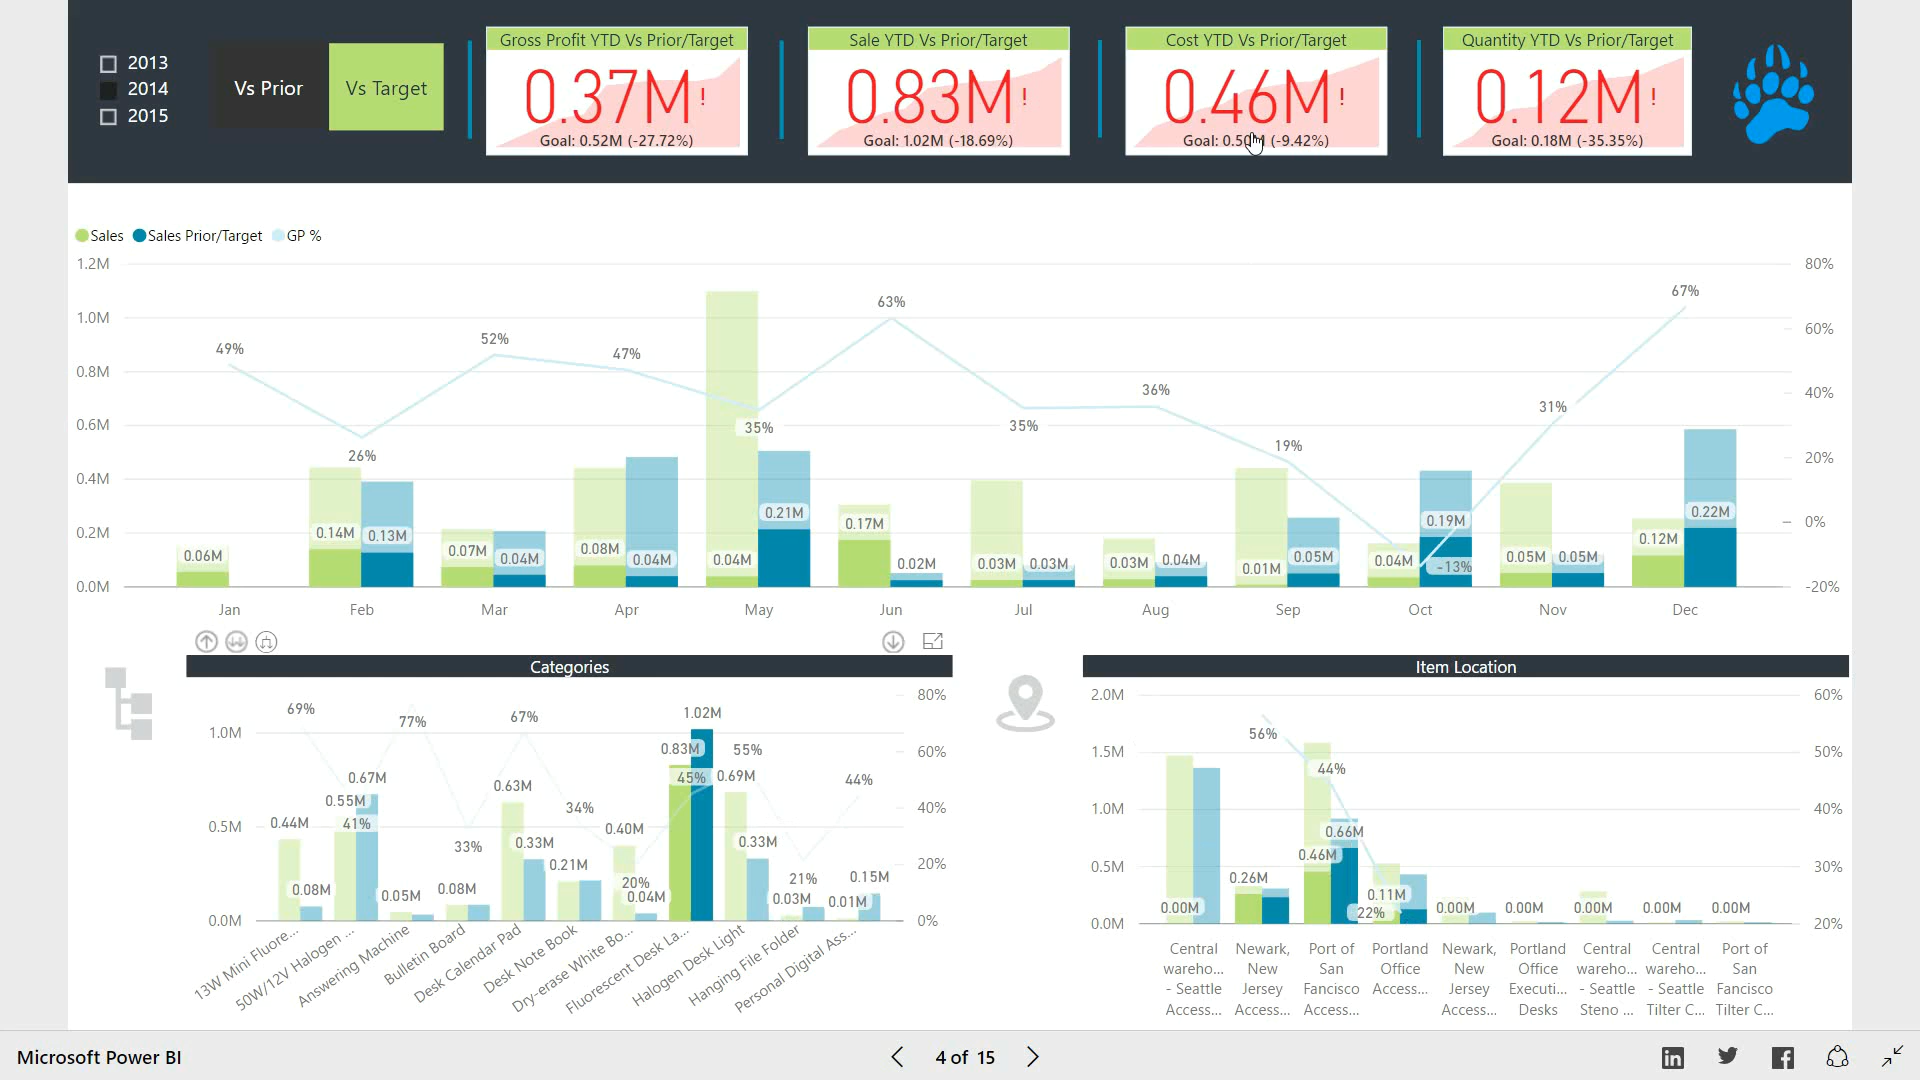 2013
2014
2015
Vs Prior
Vs Target
Gross Profit YTD Vs Prior/Target
0.37M!
Goal: 0.52M (-27.72%)
Sale YTD Vs Prior/Target
0.83M!
Goal: 1.02M (-18.69%)
Cost YTD Vs Prior/Target
0.46M!
(-9.42%)
Quantity YTD Vs Prior/Target
0.12M!
Goal: 0.18M (-35.35%)
Sales Sales Prior/Target GP %
1.2M
1.0M
0.8M
0.6M
0.4M
0.2M
0.0M
80%
60%
40%
20%
0%
-20%
49%
26%
52%
47%
35%
63%
35%
36%
19%
-13%
31%
67%
0.06M
0.14M 0.13M
0.07M 0.04M
0.08M 0.04M
0.04M 0.21M
0.17M 0.02M
0.03M 0.03M
0.03M 0.04M
0.01M 0.05M
0.04M 0.19M
0.05M 0.05M
0.12M 0.22M
Jan Feb Mar Apr May Jun Jul Aug Sep Oct Nov Dec
Categories
1.0M
0.5M
0.0M
80%
60%
40%
20%
0%
69%
77%
67%
1.02M
0.83M
55%
45%
0.69M
0.67M
0.55M
41%
0.63M
44%
34%
0.44M
0.40M
33%
0.33M
0.33M
0.21M
0.08M
0.05M
0.08M
20%
0.04M
21%
0.03M
0.15M
0.01M
13W Mini Fluore...
50W/12V Halogen ...
Answering Machine
Bulletin Board
Desk Calendar Pad
Desk Note Book
Dry-erase White Bo...
Fluorescent Desk La...
Halogen Desk Light
Hanging File Folder
Personal Digital Ass...
Item Location
2.0M
1.5M
1.0M
0.5M
0.0M
60%
50%
40%
30%
20%
56%
44%
0.66M
0.46M
0.26M
0.11M
22%
0.00M
0.00M
0.00M
0.00M
0.00M
0.00M
Central
wareho...
- Seattle
Access...
Newark,
New
Jersey
Access...
Port of
San
Fancisco
Access...
Portland
Office
Access...
Newark,
New
Jersey
Access...
Portland
Office
Executi...
Desks
Central
wareho...
- Seattle
Steno ...
Central
wareho...
- Seattle
Tilter C...
Port of
San
Fancisco
Tilter C...
Microsoft Power BI
4 of 15